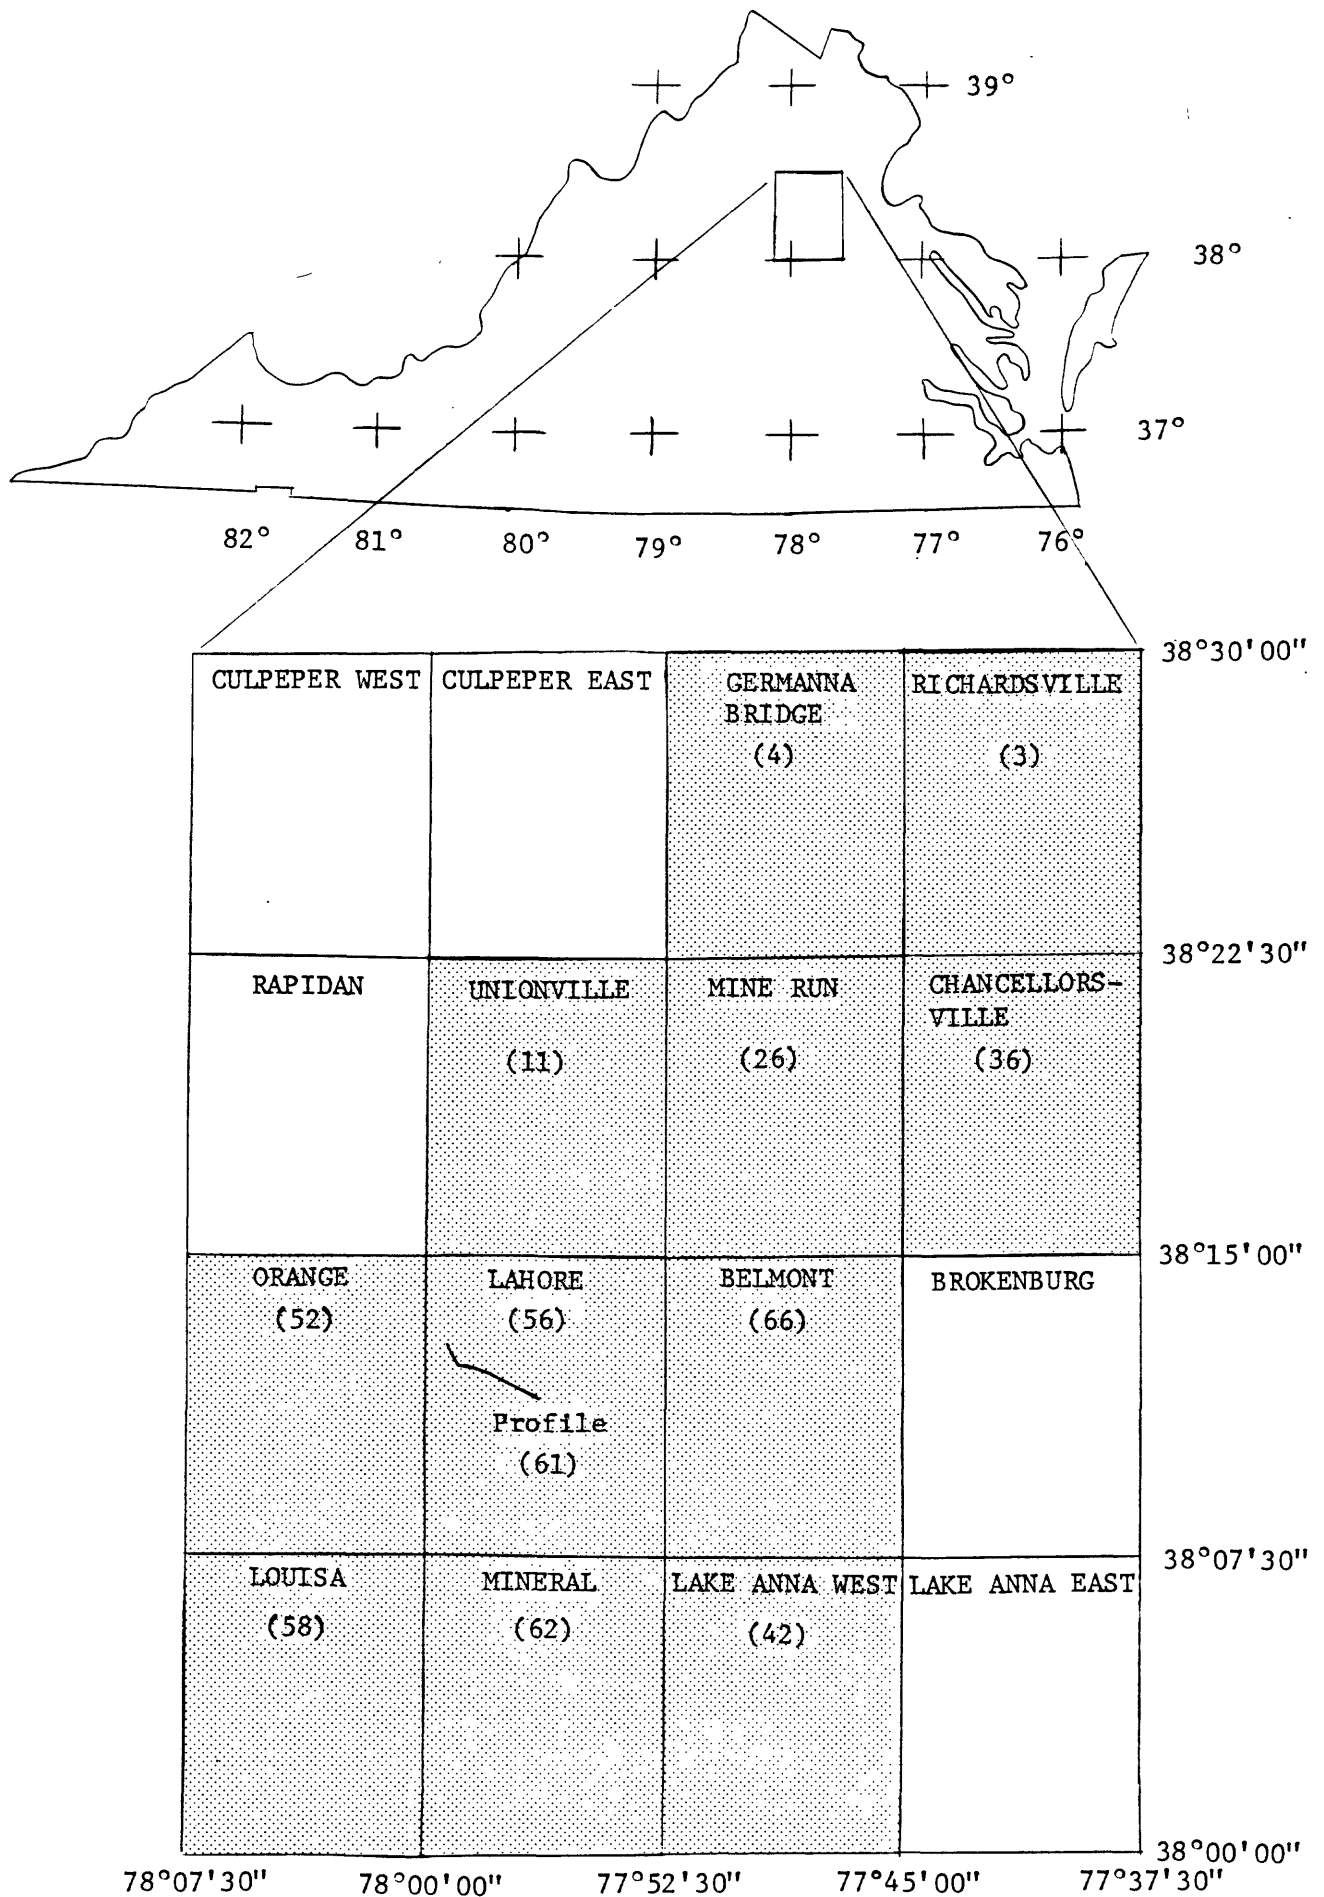 39°
38°
37°
82° 81° 80° 79° 78° 77° 76°
38°30'00"
CULPEPER WEST
CULPEPER EAST
GERMANNA
BRIDGE
(4)
RICHARDSVILLE
(3)
38°22'30"
RAPIDAN
UNIONVILLE
(11)
MINE RUN
(26)
CHANCELLORS-
VILLE
(36)
38°15'00"
ORANGE
(52)
LAHORE
(56)
Profile
(61)
BELMONT
(66)
BROKENBURG
38°07'30"
LOUISA
(58)
MINERAL
(62)
LAKE ANNA WEST
(42)
LAKE ANNA EAST
38°00'00"
78°07'30" 78°00'00" 77°52'30" 77°45'00" 77°37'30"